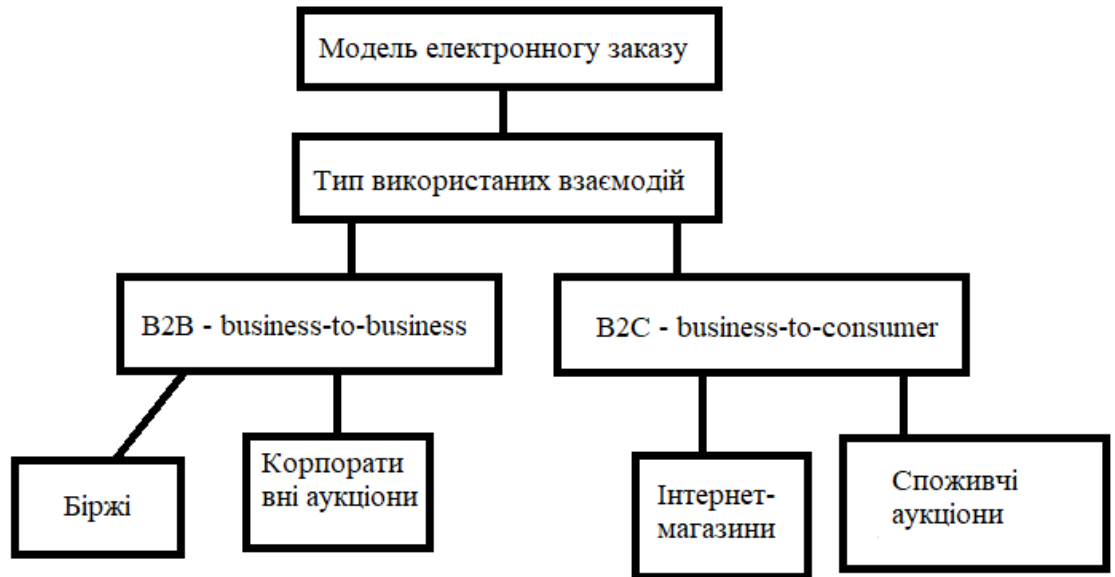 Модель електронногу заказу
Тип використаних взаємодій
B2B - business-to-business
B2C - business-to-consumer
Біржі
Корпорати
вні аукціони
Інтернет-
магазини
Споживчі
аукціони